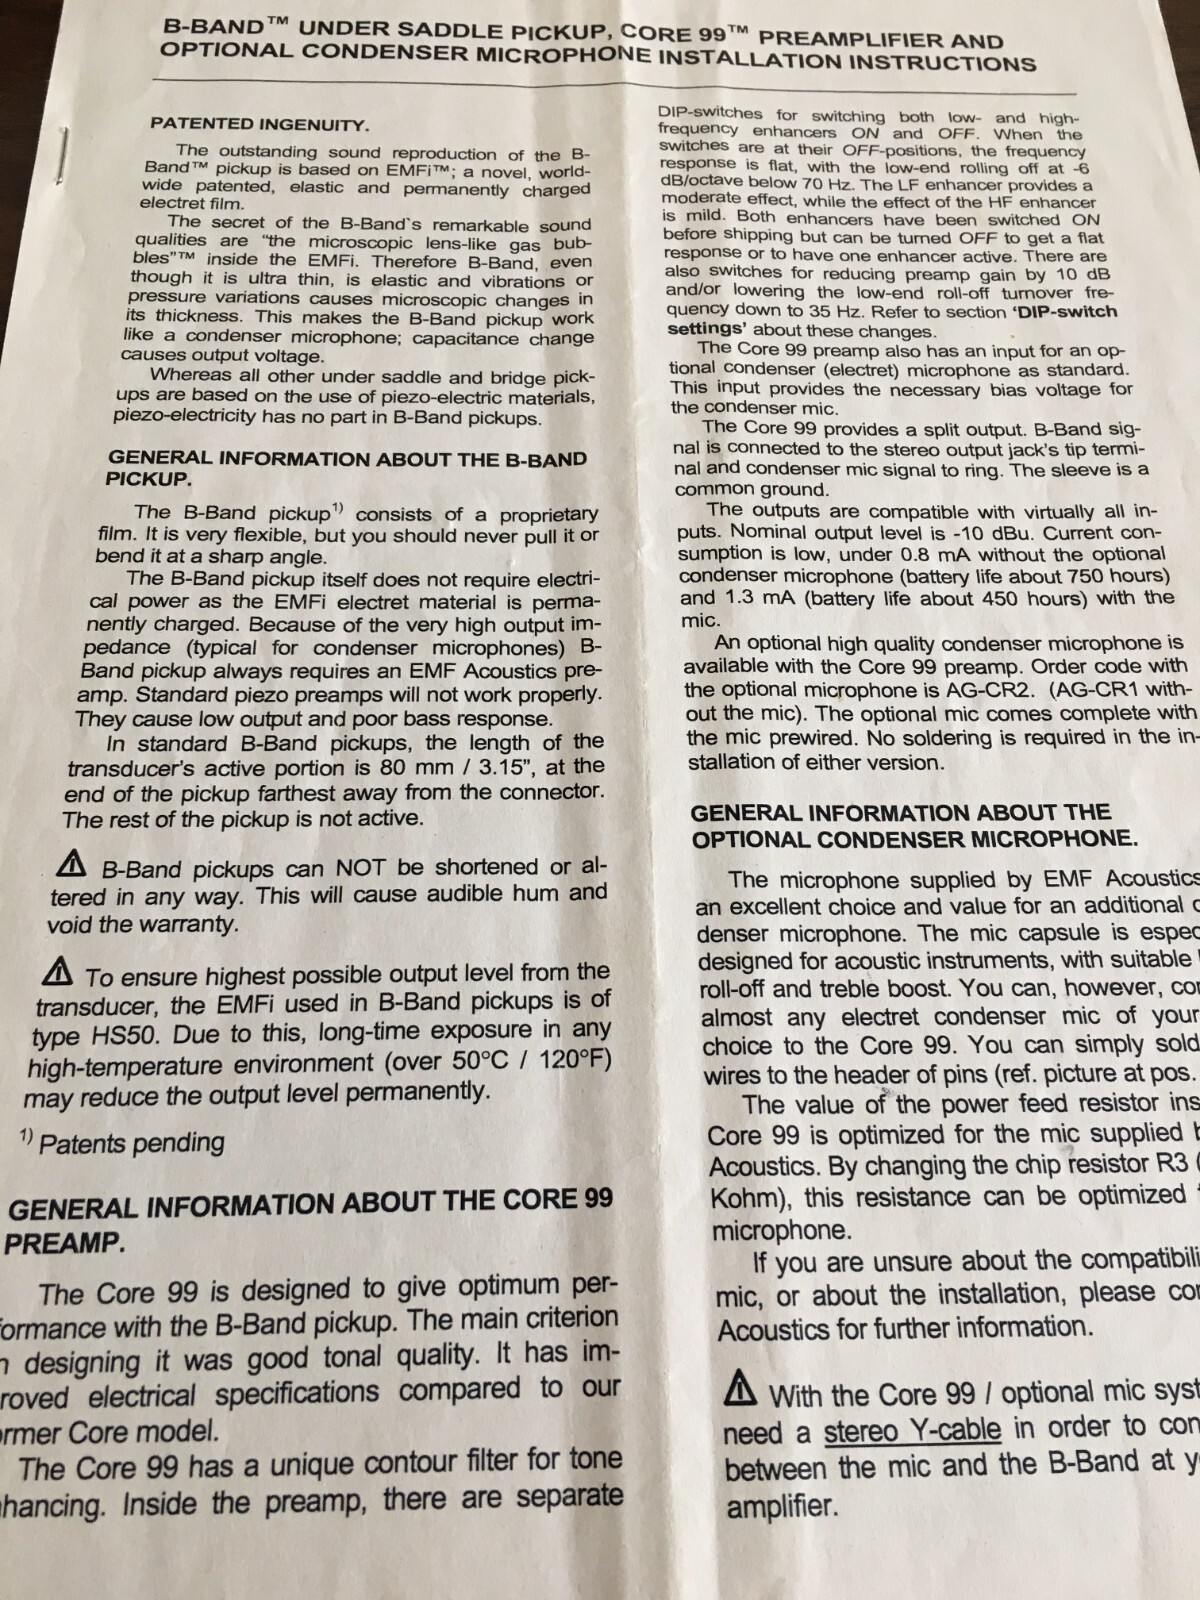 B-BAND™ UNDER SADDLE PICKUP, CORE 99™ PREAMPLIFIER AND
OPTIONAL CONDENSER MICROPHONE INSTALLATION INSTRUCTIONS
PATENTED INGENUITY.
The outstanding sound reproduction of the B-
Band™ pickup is based on EMFi™; a novel, world-
wide patented, elastic and permanently charged
electret film.
The secret of the B-Band`s remarkable sound
qualities are “the microscopic lens-like gas bub-
bles”™ inside the EMFi. Therefore B-Band, even
though it is ultra thin, is elastic and vibrations or
pressure variations causes microscopic changes in
its thickness. This makes the B-Band pickup work
like a condenser microphone; capacitance change
causes output voltage.
Whereas all other under saddle and bridge pick-
ups are based on the use of piezo-electric materials,
piezo-electricity has no part in B-Band pickups.
GENERAL INFORMATION ABOUT THE B-BAND
PICKUP.
The B-Band pickup¹⁾ consists of a proprietary
film. It is very flexible, but you should never pull it or
bend it at a sharp angle.
The B-Band pickup itself does not require electri-
cal power as the EMFi electret material is perma-
nently charged. Because of the very high output im-
pedance (typical for condenser microphones) B-
Band pickup always requires an EMF Acoustics pre-
amp. Standard piezo preamps will not work properly.
They cause low output and poor bass response.
In standard B-Band pickups, the length of the
transducer's active portion is 80 mm / 3.15”, at the
end of the pickup farthest away from the connector.
The rest of the pickup is not active.
⚠ B-Band pickups can NOT be shortened or al-
tered in any way. This will cause audible hum and
void the warranty.
⚠ To ensure highest possible output level from the
transducer, the EMFi used in B-Band pickups is of
type HS50. Due to this, long-time exposure in any
high-temperature environment (over 50°C / 120°F)
may reduce the output level permanently.
¹⁾ Patents pending
GENERAL INFORMATION ABOUT THE CORE 99
PREAMP.
The Core 99 is designed to give optimum per-
formance with the B-Band pickup. The main criterion
n designing it was good tonal quality. It has im-
roved electrical specifications compared to our
ormer Core model.
The Core 99 has a unique contour filter for tone
hancing. Inside the preamp, there are separate
DIP-switches for switching both low- and high-
frequency enhancers ON and OFF. When the
switches are at their OFF-positions, the frequency
response is flat, with the low-end rolling off at -6
dB/octave below 70 Hz. The LF enhancer provides a
moderate effect, while the effect of the HF enhancer
is mild. Both enhancers have been switched ON
before shipping but can be turned OFF to get a flat
response or to have one enhancer active. There are
also switches for reducing preamp gain by 10 dB
and/or lowering the low-end roll-off turnover fre-
quency down to 35 Hz. Refer to section ‘DIP-switch
settings’ about these changes.
The Core 99 preamp also has an input for an op-
tional condenser (electret) microphone as standard.
This input provides the necessary bias voltage for
the condenser mic.
The Core 99 provides a split output. B-Band sig-
nal is connected to the stereo output jack's tip termi-
nal and condenser mic signal to ring. The sleeve is a
common ground.
The outputs are compatible with virtually all in-
puts. Nominal output level is -10 dBu. Current con-
sumption is low, under 0.8 mA without the optional
condenser microphone (battery life about 750 hours)
and 1.3 mA (battery life about 450 hours) with the
mic.
An optional high quality condenser microphone is
available with the Core 99 preamp. Order code with
the optional microphone is AG-CR2. (AG-CR1 with-
out the mic). The optional mic comes complete with
the mic prewired. No soldering is required in the in-
stallation of either version.
GENERAL INFORMATION ABOUT THE
OPTIONAL CONDENSER MICROPHONE.
The microphone supplied by EMF Acoustics
an excellent choice and value for an additional c
denser microphone. The mic capsule is espec
designed for acoustic instruments, with suitable
roll-off and treble boost. You can, however, con
almost any electret condenser mic of your
choice to the Core 99. You can simply sold
wires to the header of pins (ref. picture at pos.
The value of the power feed resistor ins
Core 99 is optimized for the mic supplied b
Acoustics. By changing the chip resistor R3 (
Kohm), this resistance can be optimized
microphone.
If you are unsure about the compatibili
mic, or about the installation, please con
Acoustics for further information.
⚠ With the Core 99 / optional mic syst
need a stereo Y-cable in order to con
between the mic and the B-Band at y
amplifier.